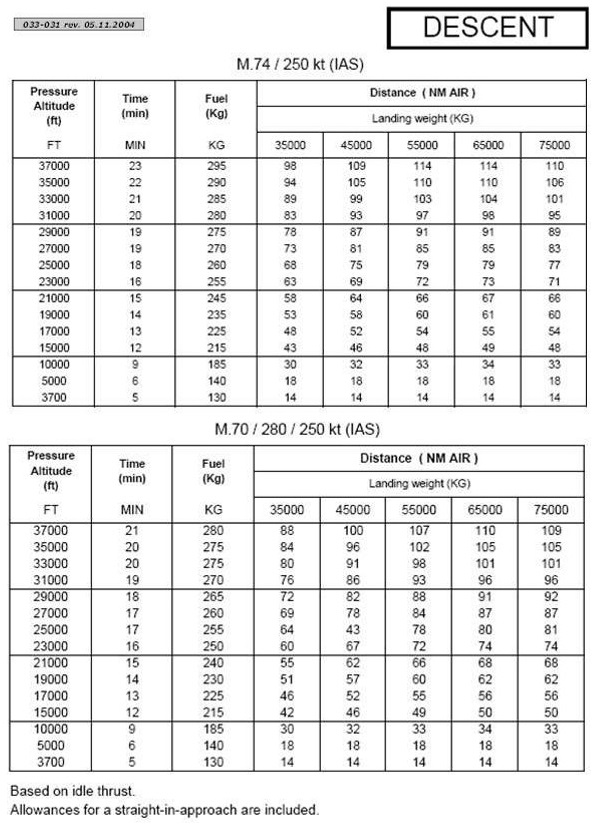 033-031 rev. 05.11.2004
DESCENT
M.74 / 250 kt (IAS)
Pressure Altitude (ft) Time (min) Fuel (Kg) Distance ( NM AIR )
Landing weight (KG)
FT MIN KG 35000 45000 55000 65000 75000
37000 23 295 98 109 114 114 110
35000 22 290 94 105 110 110 106
33000 21 285 89 99 103 104 101
31000 20 280 83 93 97 98 95
29000 19 275 78 87 91 91 89
27000 19 270 73 81 85 85 83
25000 18 260 68 75 79 79 77
23000 16 255 63 69 72 73 71
21000 15 245 58 64 66 67 66
19000 14 235 53 58 60 61 60
17000 13 225 48 52 54 55 54
15000 12 215 43 46 48 49 48
10000 9 185 30 32 33 34 33
5000 6 140 18 18 18 18 18
3700 5 130 14 14 14 14 14
M.70 / 280 / 250 kt (IAS)
Pressure Altitude (ft) Time (min) Fuel (Kg) Distance ( NM AIR )
Landing weight (KG)
FT MIN KG 35000 45000 55000 65000 75000
37000 21 280 88 100 107 110 109
35000 20 275 84 96 102 105 105
33000 20 275 80 91 98 101 101
31000 19 270 76 86 93 96 96
29000 18 265 72 82 88 91 92
27000 17 260 69 78 84 87 87
25000 17 255 64 43 78 80 81
23000 16 250 60 67 72 74 74
21000 15 240 55 62 66 68 68
19000 14 230 51 57 60 62 62
17000 13 225 46 52 55 56 56
15000 12 215 42 46 49 50 50
10000 9 185 30 32 33 34 33
5000 6 140 18 18 18 18 18
3700 5 130 14 14 14 14 14
Based on idle thrust.
Allowances for a straight-in-approach are included.